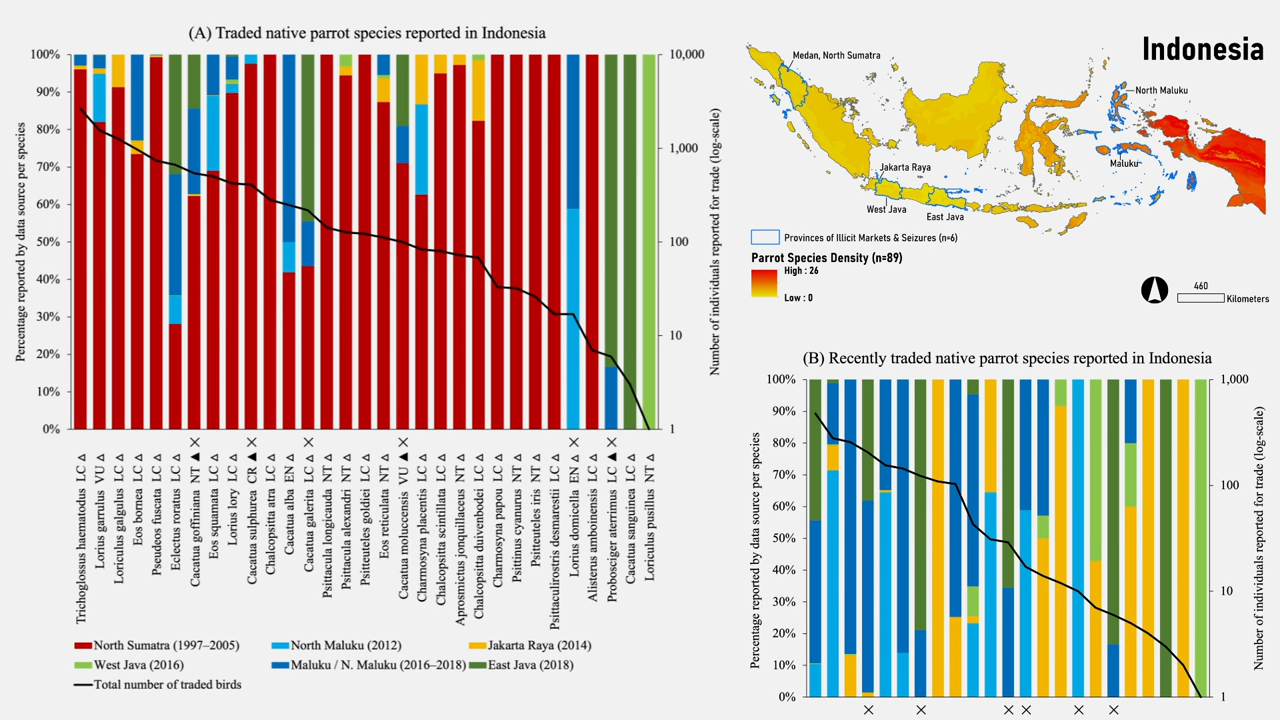 (A) Traded native parrot species reported in Indonesia
100%
90%
80%
70%
60%
50%
40%
30%
20%
10%
0%
Percentage reported by data source per species
10,000
1,000
100
10
1
Number of individuals reported for trade (log-scale)
× × × × × ×
Trichoglossus haematodus LC ▵
Lorius garrulus VU ▵
Loriculus galgulus LC ▵
Eos bornea LC ▵
Pseudeos fuscata LC ▵
Eclectus roratus LC ▵
Cacatua goffiniana NT ▲
Eos squamata LC ▵
Lorius lory LC ▵
Cacatua sulphurea CR ▲
Chalcopsitta atra LC ▵
Cacatua alba EN ▵
Cacatua galerita LC ▵
Psittacula longicauda NT ▵
Psittacula alexandri NT ▵
Psitteuteles goldiei LC ▵
Eos reticulata NT ▵
Cacatua moluccensis VU ▲
Charmosyna placentis LC ▵
Chalcopsitta scintillata LC ▵
Aprosmictus jonquillaceus NT ▵
Chalcopsitta duivenbodei LC ▵
Charmosyna papou LC ▵
Psittinus cyanurus NT ▵
Psitteuteles iris NT ▵
Psittaculirostris desmarestii LC ▵
Lorius domicella EN ▵
Alisterus amboinensis LC ▵
Probosciger aterrimus LC ▲
Cacatua sanguinea LC ▵
Loriculus pusillus NT ▵
North Sumatra (1997–2005)
North Maluku (2012)
Jakarta Raya (2014)
West Java (2016)
Maluku / N. Maluku (2016–2018)
East Java (2018)
Total number of traded birds
Indonesia
Medan, North Sumatra
North Maluku
Maluku
Jakarta Raya
West Java
East Java
Provinces of Illicit Markets & Seizures (n=6)
Parrot Species Density (n=89)
High : 26
Low : 0
460
Kilometers
(B) Recently traded native parrot species reported in Indonesia
100%
90%
80%
70%
60%
50%
40%
30%
20%
10%
0%
Percentage reported by data source per species
1,000
100
10
1
Number of individuals reported for trade (log-scale)
× × × × × ×